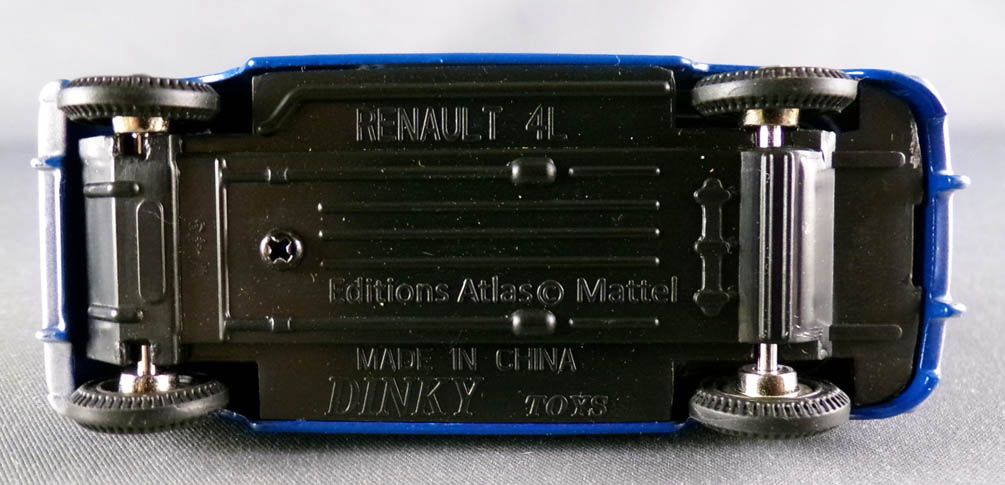 RENAULT 4L
Editions Atlas © Mattel
MADE IN CHINA
DINKY TOYS